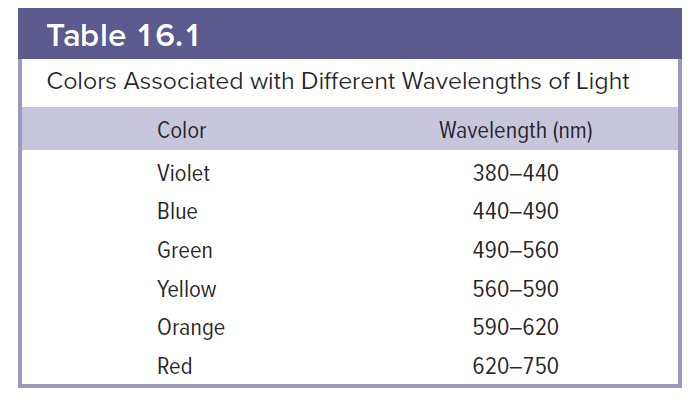 Table 16.1
Colors Associated with Different Wavelengths of Light
Color Wavelength (nm)
Violet 380–440
Blue 440–490
Green 490–560
Yellow 560–590
Orange 590–620
Red 620–750